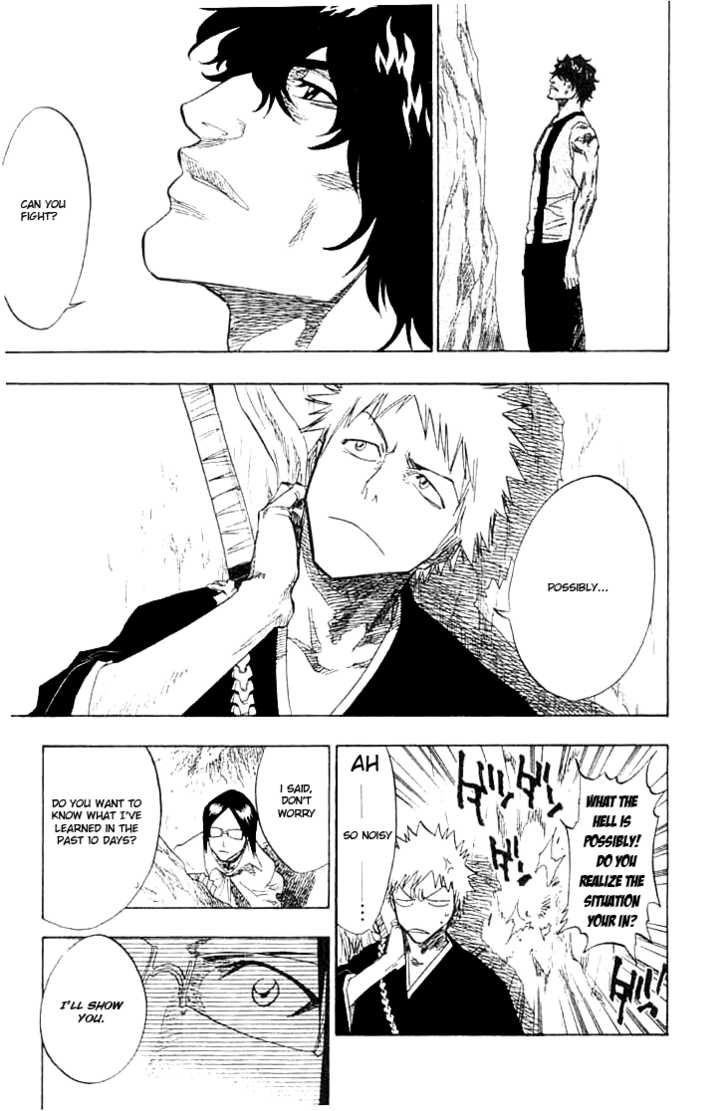 CAN YOU
FIGHT?
POSSIBLY...
WHAT THE
HELL IS
POSSIBLY!
DO YOU
REALIZE THE
SITUATION
YOUR IN?
AH
SO NOISY
...
I SAID,
DON'T
WORRY
DO YOU WANT TO
KNOW WHAT I'VE
LEARNED IN THE
PAST 10 DAYS?
I'LL SHOW
YOU.